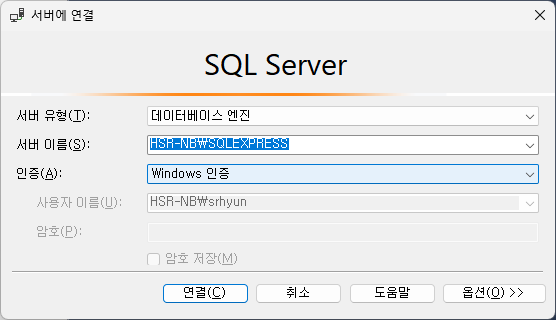 서버에 연결
SQL Server
서버 유형(T): 데이터베이스 엔진
서버 이름(S): HSR-NB₩SQLEXPRESS
인증(A): Windows 인증
사용자 이름(U): HSR-NB₩srhyun
암호(P):
암호 저장(M)
연결(C) 취소 도움말 옵션(O) >>